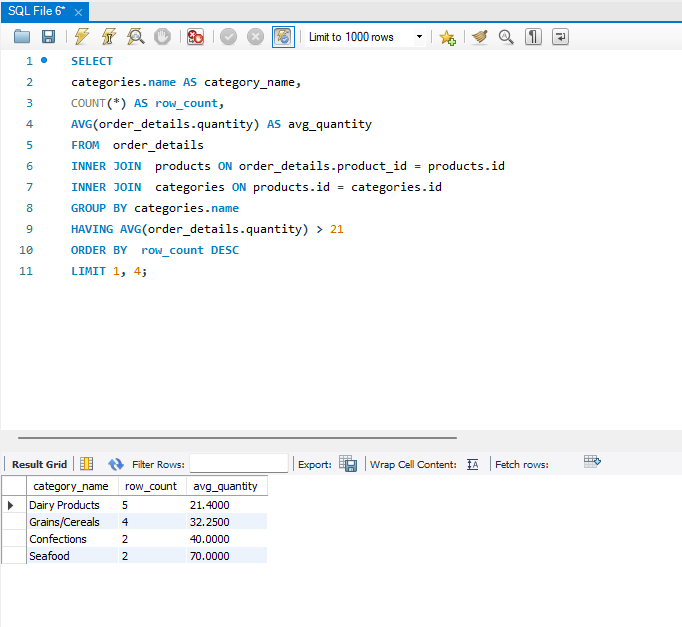 SQL File 6* ×
Limit to 1000 rows
1 SELECT
2 categories.name AS category_name,
3 COUNT(*) AS row_count,
4 AVG(order_details.quantity) AS avg_quantity
5 FROM order_details
6 INNER JOIN products ON order_details.product_id = products.id
7 INNER JOIN categories ON products.id = categories.id
8 GROUP BY categories.name
9 HAVING AVG(order_details.quantity) > 21
10 ORDER BY row_count DESC
11 LIMIT 1, 4;
Result Grid Filter Rows: Export: Wrap Cell Content: IA Fetch rows:
category_name row_count avg_quantity
Dairy Products 5 21.4000
Grains/Cereals 4 32.2500
Confections 2 40.0000
Seafood 2 70.0000